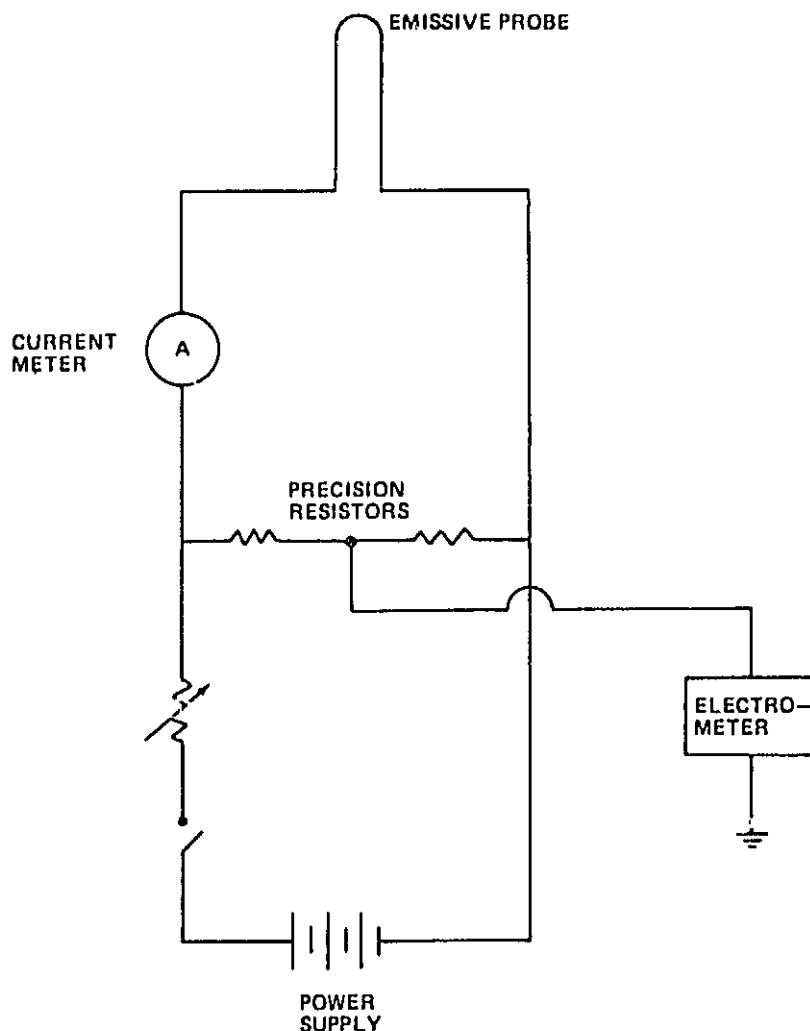 EMISSIVE PROBE
CURRENT
METER
A
PRECISION
RESISTORS
ELECTRO-
METER
POWER
SUPPLY